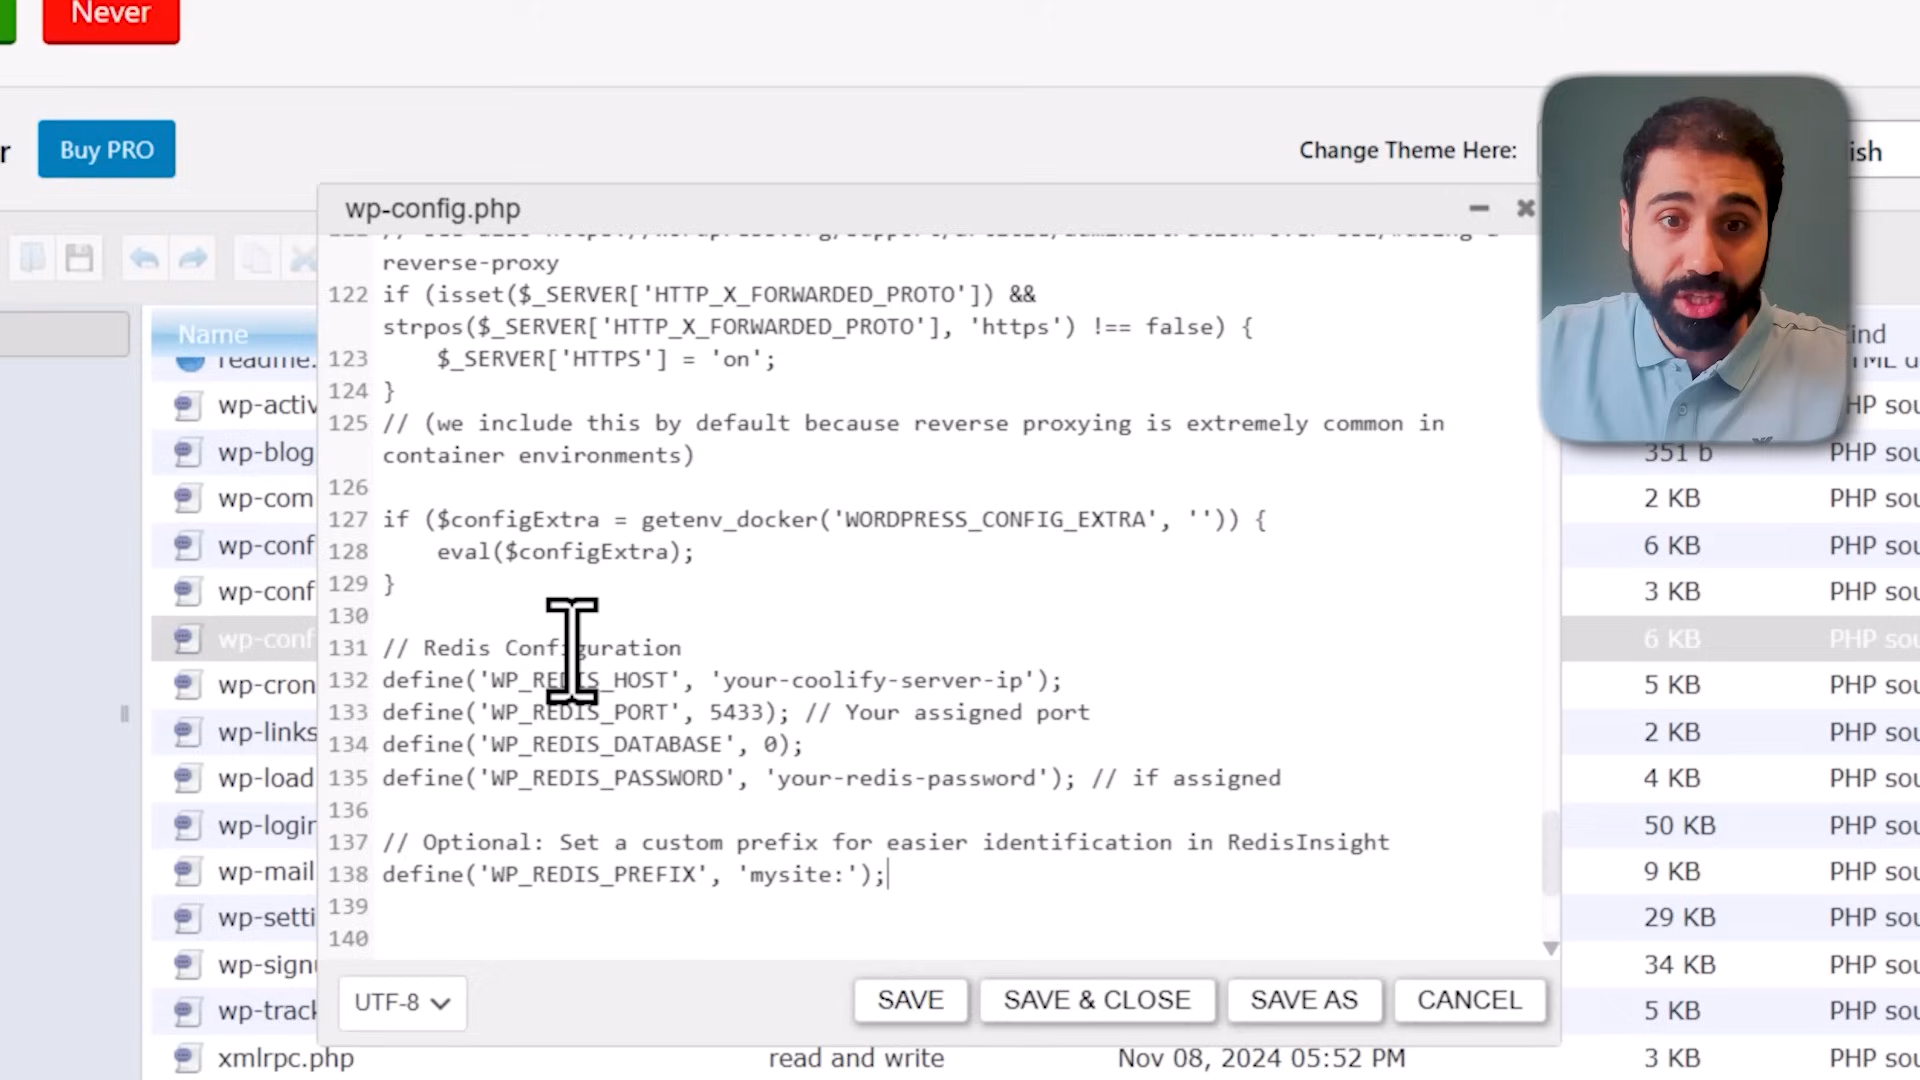 Never
r
Buy PRO
Change Theme Here:
ish
wp-config.php
reverse-proxy
122 if (isset($_SERVER['HTTP_X_FORWARDED_PROTO']) &&
strpos($_SERVER['HTTP_X_FORWARDED_PROTO'], 'https') !== false) {
123 $_SERVER['HTTPS'] = 'on';
124 }
125 // (we include this by default because reverse proxying is extremely common in
container environments)
126
127 if ($configExtra = getenv_docker('WORDPRESS_CONFIG_EXTRA', '')) {
128 eval($configExtra);
129 }
130
131 // Redis Configuration
132 define('WP_REDIS_HOST', 'your-coolify-server-ip');
133 define('WP_REDIS_PORT', 5433); // Your assigned port
134 define('WP_REDIS_DATABASE', 0);
135 define('WP_REDIS_PASSWORD', 'your-redis-password'); // if assigned
136
137 // Optional: Set a custom prefix for easier identification in RedisInsight
138 define('WP_REDIS_PREFIX', 'mysite:');
139
140
UTF-8
SAVE
SAVE & CLOSE
SAVE AS
CANCEL
Name
ind
readme.
wp-activ
HP sou
wp-blog
351 b PHP sou
wp-com
2 KB PHP sou
wp-conf
6 KB PHP sou
wp-conf
3 KB PHP sou
wp-conf
6 KB PHP sou
wp-cron
5 KB PHP sou
wp-links
2 KB PHP sou
wp-load
4 KB PHP sou
wp-login
50 KB PHP sou
wp-mail
9 KB PHP sou
wp-setti
29 KB PHP sou
wp-sign
34 KB PHP sou
wp-track
5 KB PHP sou
xmlrpc.php read and write Nov 08, 2024 05:52 PM 3 KB PHP sou